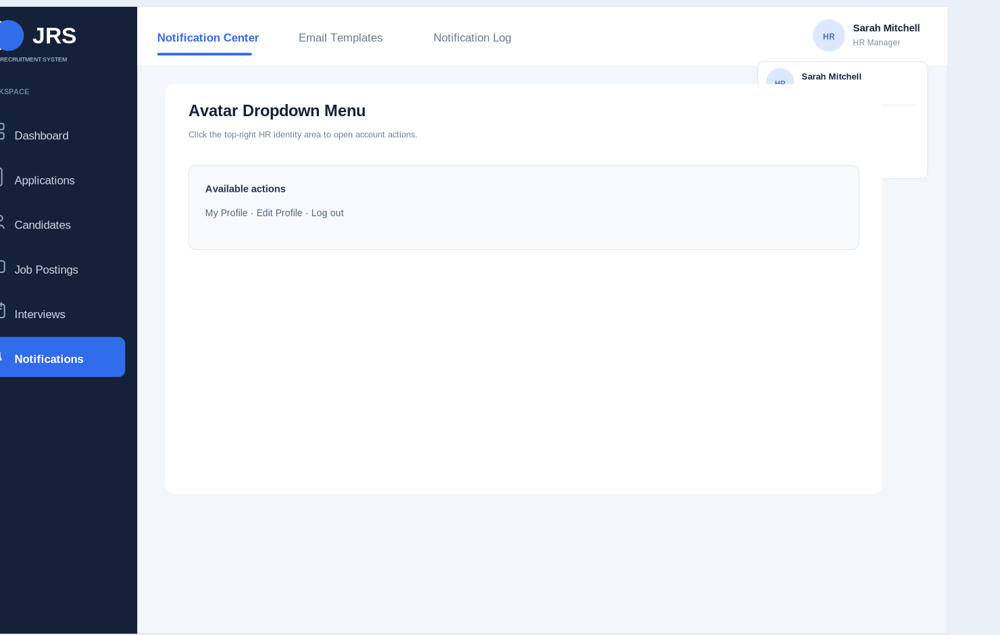 JRS
RECRUITMENT SYSTEM
KSPACE
Dashboard
Applications
Candidates
Job Postings
Interviews
Notifications
Notification Center
Email Templates
Notification Log
HR
Sarah Mitchell
HR Manager
HR
Sarah Mitchell
Avatar Dropdown Menu
Click the top-right HR identity area to open account actions.
Available actions
My Profile · Edit Profile · Log out